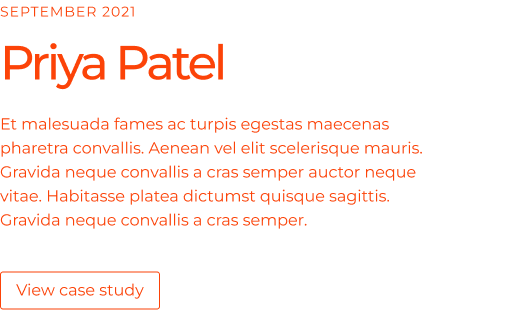 SEPTEMBER 2021
Priya Patel
Et malesuada fames ac turpis egestas maecenas
pharetra convallis. Aenean vel elit scelerisque mauris.
Gravida neque convallis a cras semper auctor neque
vitae. Habitasse platea dictumst quisque sagittis.
Gravida neque convallis a cras semper.
View case study